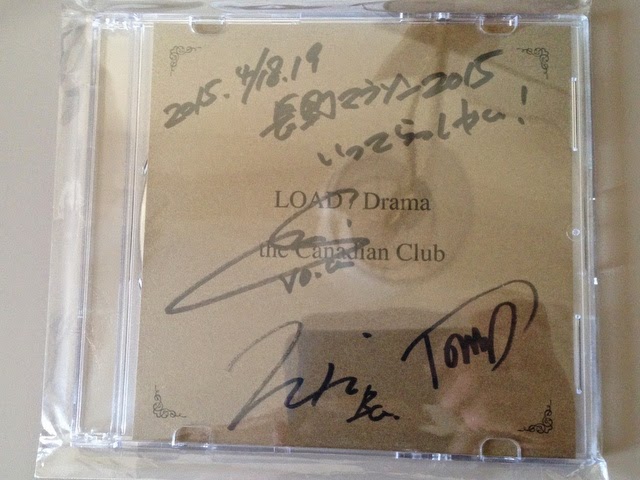 2015.4/18.19
長野マラソン2015
いってらっしゃい!
LOAD / Drama
the Canadian Club
Ba.